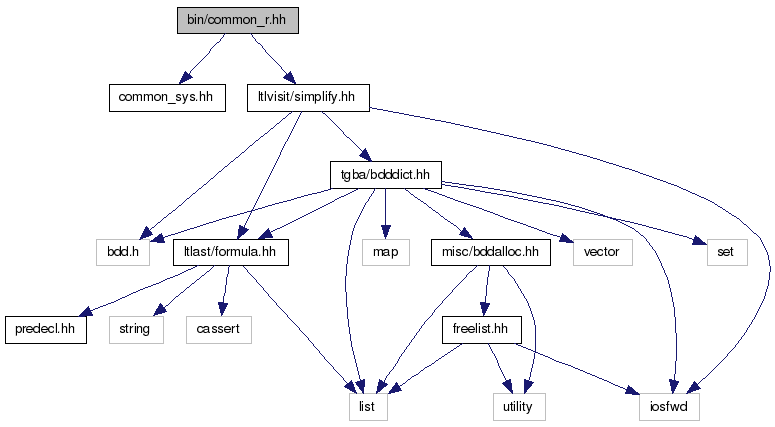 bin/common_r.hh
common_sys.hh
ltlvisit/simplify.hh
tgba/bdddict.hh
bdd.h
ltlast/formula.hh
map
misc/bddalloc.hh
vector
set
predecl.hh
string
cassert
freelist.hh
list
utility
iosfwd